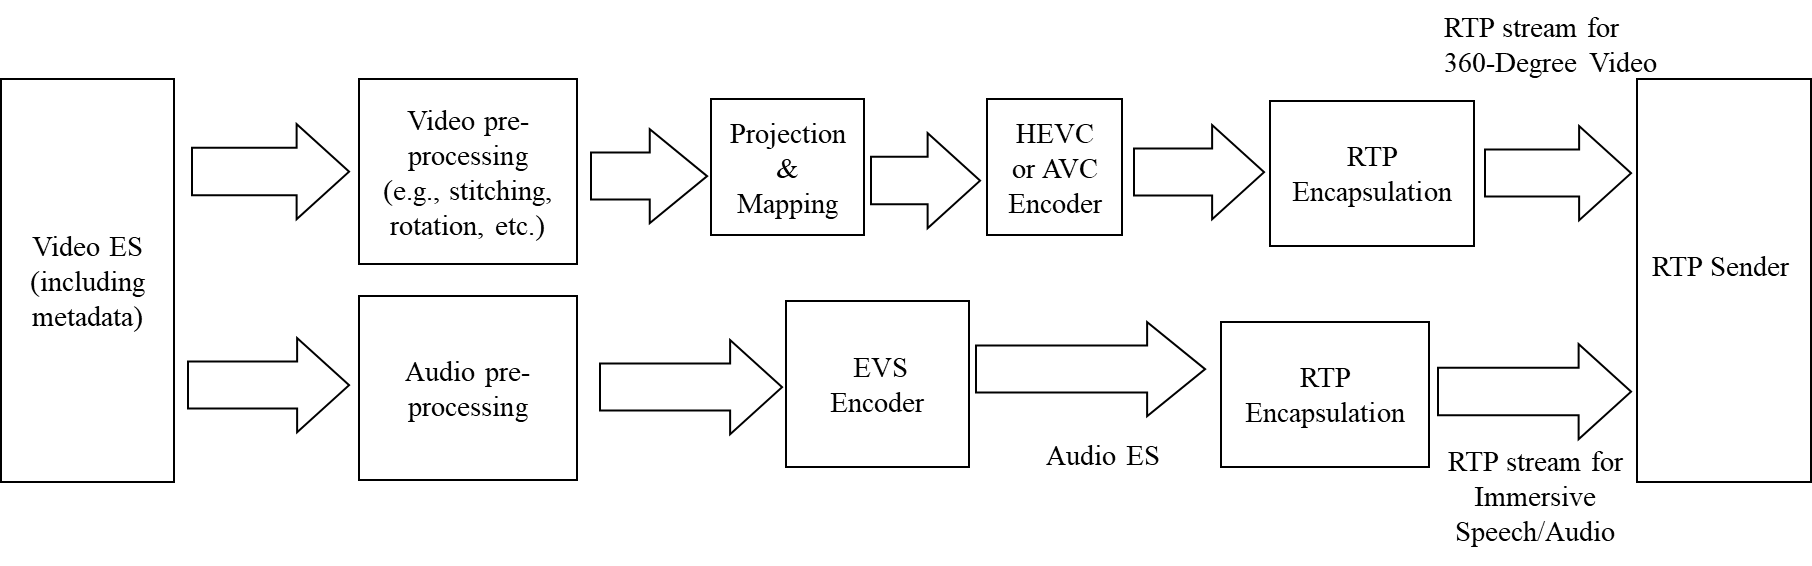 RTP stream for
360-Degree Video
Video ES
(including
metadata)
Video pre-
processing
(e.g., stitching,
rotation, etc.)
Projection
&
Mapping
HEVC
or AVC
Encoder
RTP
Encapsulation
RTP Sender
Audio pre-
processing
EVS
Encoder
Audio ES
RTP
Encapsulation
RTP stream for
Immersive
Speech/Audio